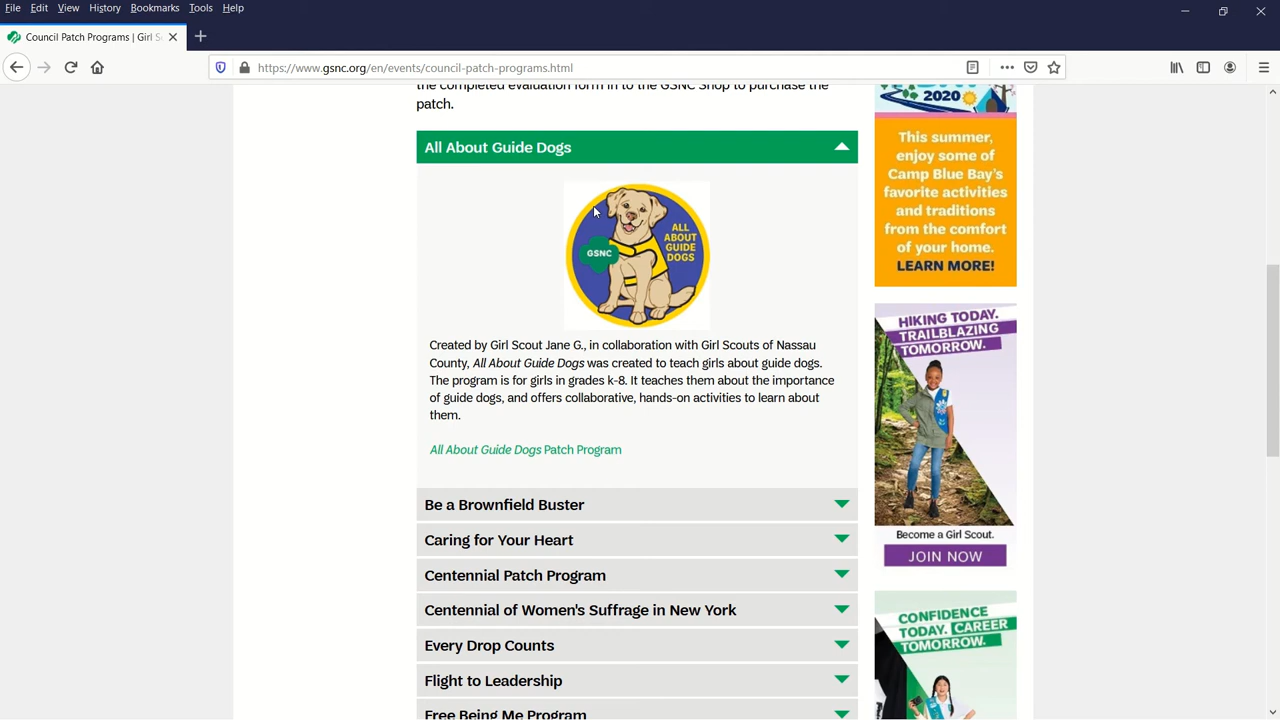 File Edit View History Bookmarks Tools Help
Council Patch Programs | Girl S
https://www.gsnc.org/en/events/council-patch-programs.html
the completed evaluation form in to the GSNC Shop to purchase the
patch.
All About Guide Dogs
GSNC
ALL
ABOUT
GUIDE
DOGS
Created by Girl Scout Jane G., in collaboration with Girl Scouts of Nassau
County, All About Guide Dogs was created to teach girls about guide dogs.
The program is for girls in grades k-8. It teaches them about the importance
of guide dogs, and offers collaborative, hands-on activities to learn about
them.
All About Guide Dogs Patch Program
Be a Brownfield Buster
Caring for Your Heart
Centennial Patch Program
Centennial of Women's Suffrage in New York
Every Drop Counts
Flight to Leadership
Free Being Me Program
2020
This summer,
enjoy some of
Camp Blue Bay's
favorite activities
and traditions
from the comfort
of your home.
LEARN MORE!
HIKING TODAY.
TRAILBLAZING
TOMORROW.
Become a Girl Scout.
JOIN NOW
CONFIDENCE
TODAY. CAREER
TOMORROW.